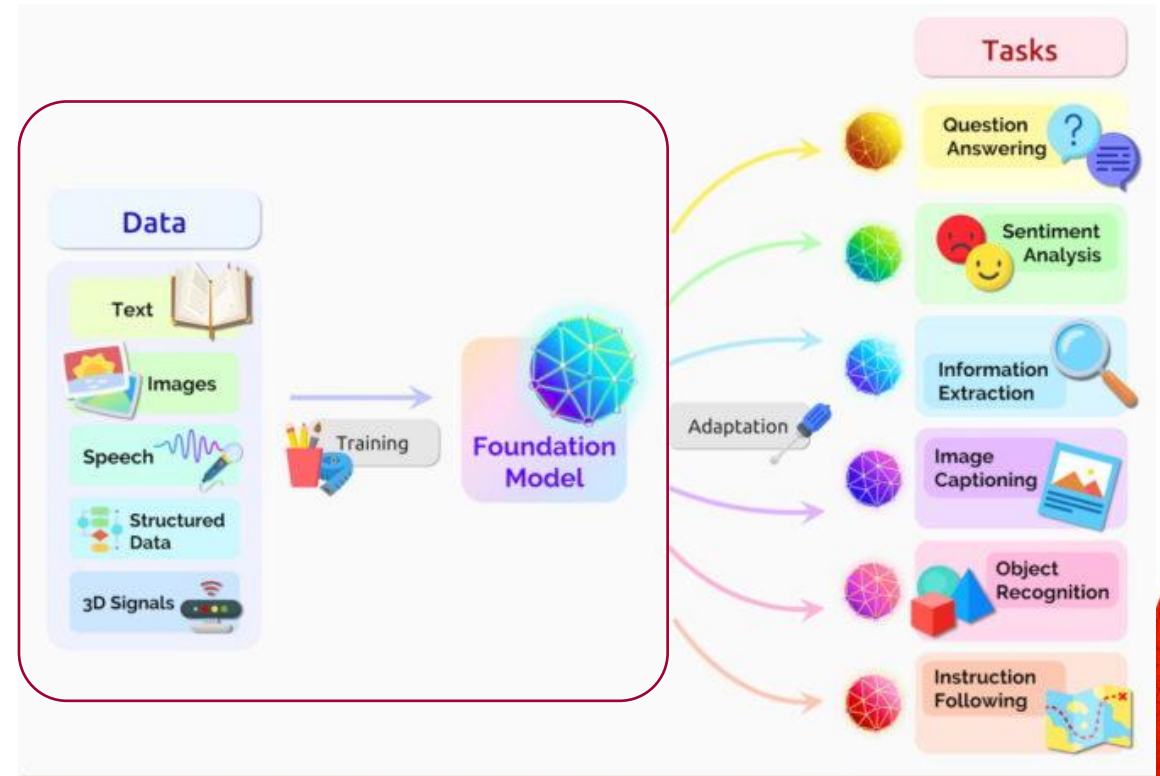 Tasks
Data
Text
Images
Speech
Structured
Data
3D Signals
Training
Foundation
Model
Adaptation
Question
Answering
Sentiment
Analysis
Information
Extraction
Image
Captioning
Object
Recognition
Instruction
Following